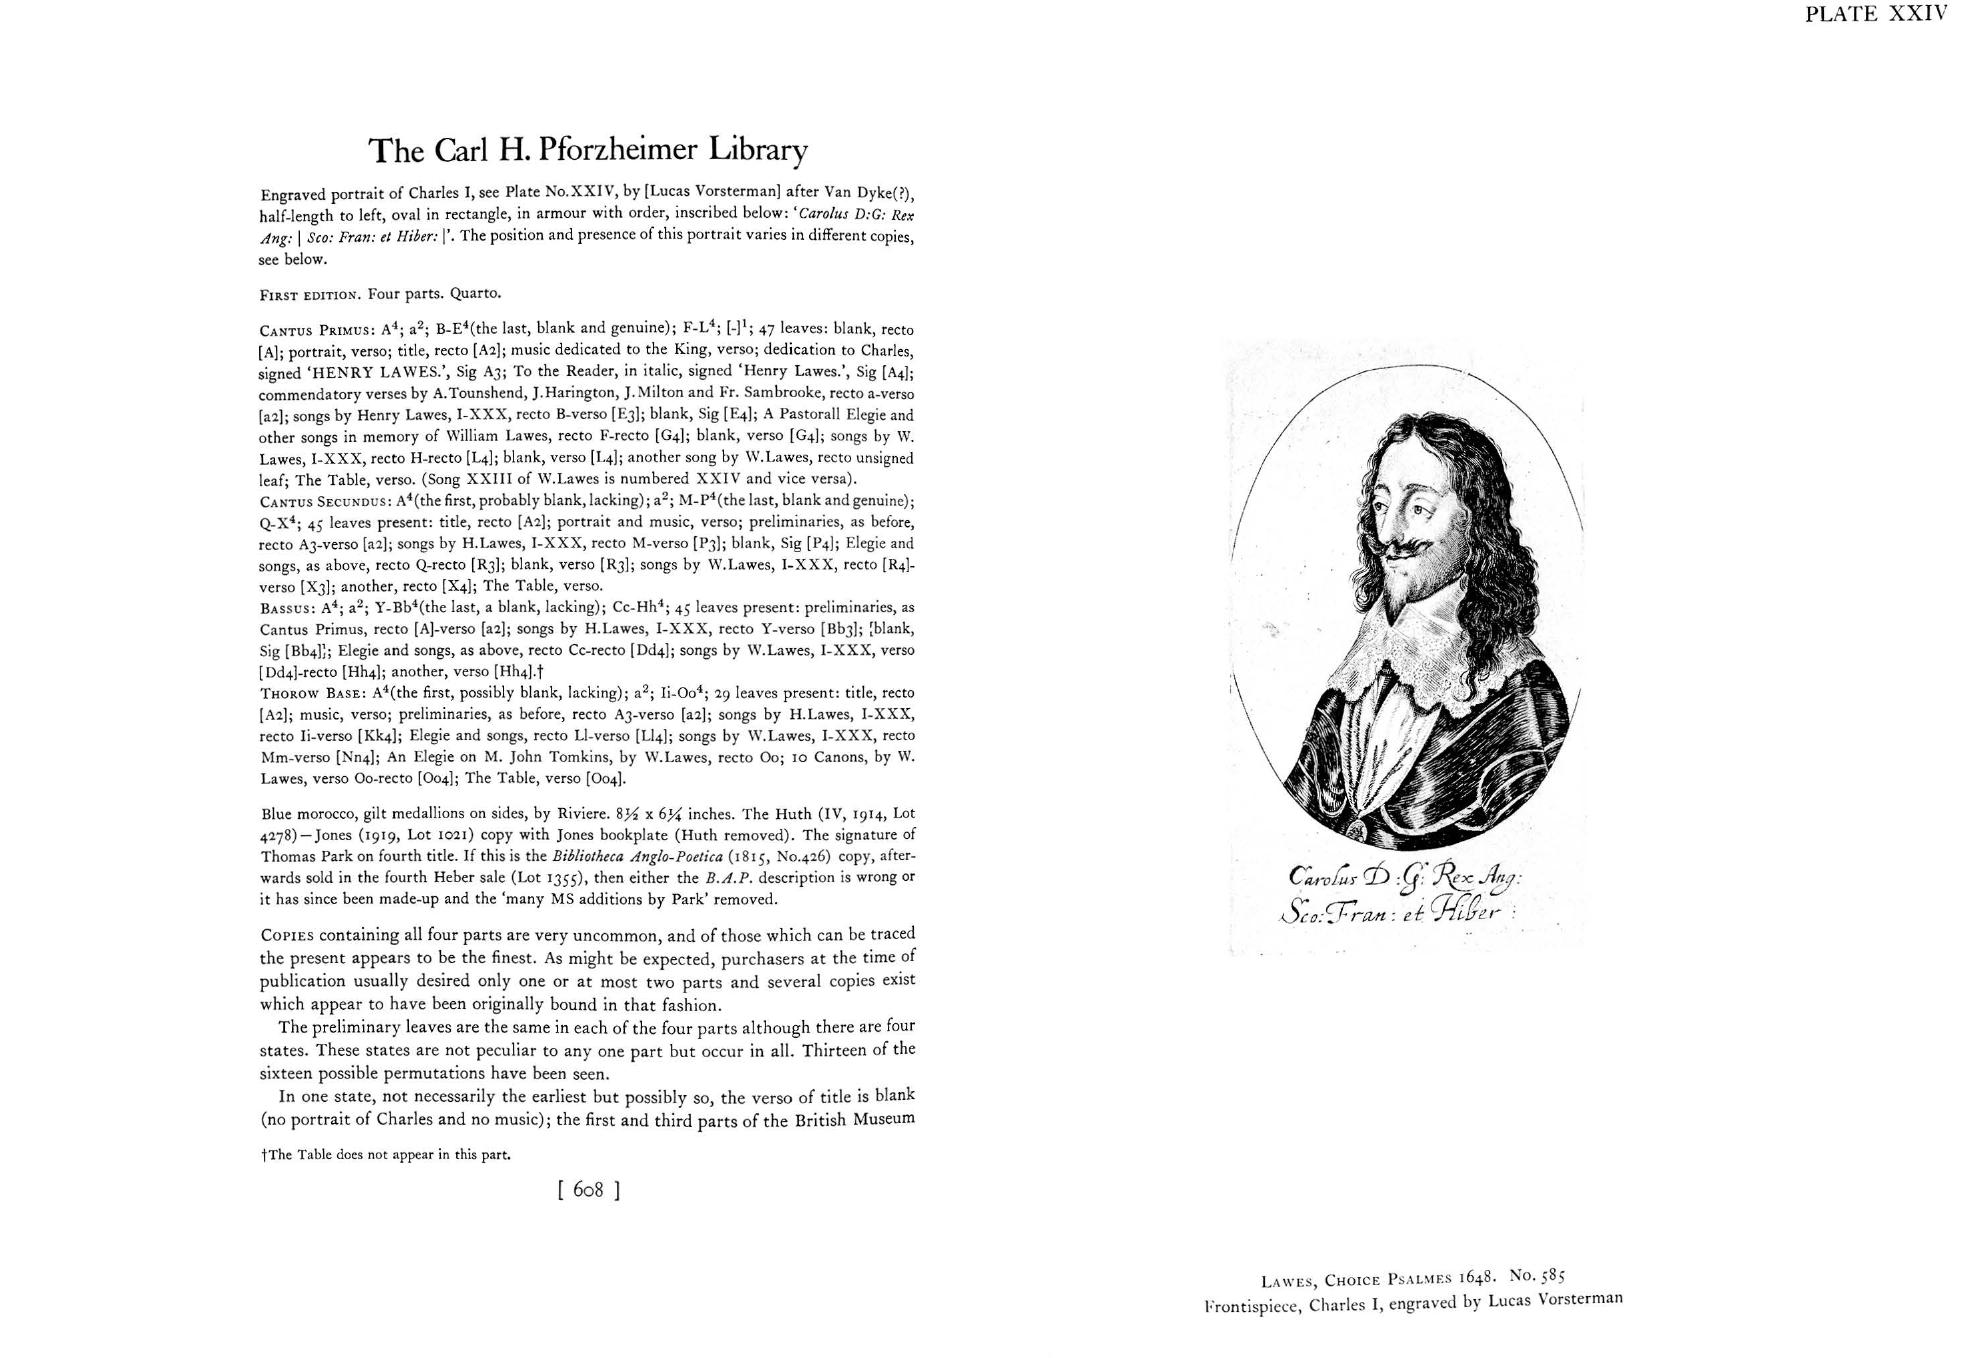 The Carl H. Pforzheimer Library
Engraved portrait of Charles I, see Plate No.XXIV, by [Lucas Vorsterman] after Van Dyke(?),
half-length to left, oval in rectangle, in armour with order, inscribed below: ‘Carolus D:G: Rex
Ang: | Sco: Fran: et Hiber: |’. The position and presence of this portrait varies in different copies,
see below.
FIRST EDITION. Four parts. Quarto.
CANTUS PRIMUS: A⁴; a²; B-E⁴(the last, blank and genuine); F-L⁴; [-]¹; 47 leaves: blank, recto
[A]; portrait, verso; title, recto [A2]; music dedicated to the King, verso; dedication to Charles,
signed ‘HENRY LAWES.’, Sig A3; To the Reader, in italic, signed ‘Henry Lawes.’, Sig [A4];
commendatory verses by A.Tounshend, J.Harington, J.Milton and Fr. Sambrooke, recto a-verso
[a2]; songs by Henry Lawes, I-XXX, recto B-verso [E3]; blank, Sig [E4]; A Pastorall Elegie and
other songs in memory of William Lawes, recto F-recto [G4]; blank, verso [G4]; songs by W.
Lawes, I-XXX, recto H-recto [L4]; blank, verso [L4]; another song by W.Lawes, recto unsigned
leaf; The Table, verso. (Song XXIII of W.Lawes is numbered XXIV and vice versa).
CANTUS SECUNDUS: A⁴(the first, probably blank, lacking); a²; M-P⁴(the last, blank and genuine);
Q-X⁴; 45 leaves present: title, recto [A2]; portrait and music, verso; preliminaries, as before,
recto A3-verso [a2]; songs by H.Lawes, I-XXX, recto M-verso [P3]; blank, Sig [P4]; Elegie and
songs, as above, recto Q-recto [R3]; blank, verso [R3]; songs by W.Lawes, I-XXX, recto [R4]-
verso [X3]; another, recto [X4]; The Table, verso.
BASSUS: A⁴; a²; Y-Bb⁴(the last, a blank, lacking); Cc-Hh⁴; 45 leaves present: preliminaries, as
Cantus Primus, recto [A]-verso [a2]; songs by H.Lawes, I-XXX, recto Y-verso [Bb3]; [blank,
Sig [Bb4]]; Elegie and songs, as above, recto Cc-recto [Dd4]; songs by W.Lawes, I-XXX, verso
[Dd4]-recto [Hh4]; another, verso [Hh4].†
THOROW BASE: A⁴(the first, possibly blank, lacking); a²; Ii-Oo⁴; 29 leaves present: title, recto
[A2]; music, verso; preliminaries, as before, recto A3-verso [a2]; songs by H.Lawes, I-XXX,
recto Ii-verso [Kk4]; Elegie and songs, recto Ll-verso [Ll4]; songs by W.Lawes, I-XXX, recto
Mm-verso [Nn4]; An Elegie on M. John Tomkins, by W.Lawes, recto Oo; 10 Canons, by W.
Lawes, verso Oo-recto [Oo4]; The Table, verso [Oo4].
Blue morocco, gilt medallions on sides, by Riviere. 8½ x 6¼ inches. The Huth (IV, 1914, Lot
4278)—Jones (1919, Lot 1021) copy with Jones bookplate (Huth removed). The signature of
Thomas Park on fourth title. If this is the Bibliotheca Anglo-Poetica (1815, No.426) copy, after-
wards sold in the fourth Heber sale (Lot 1355), then either the B.A.P. description is wrong or
it has since been made-up and the ‘many MS additions by Park’ removed.
COPIES containing all four parts are very uncommon, and of those which can be traced
the present appears to be the finest. As might be expected, purchasers at the time of
publication usually desired only one or at most two parts and several copies exist
which appear to have been originally bound in that fashion.
The preliminary leaves are the same in each of the four parts although there are four
states. These states are not peculiar to any one part but occur in all. Thirteen of the
sixteen possible permutations have been seen.
In one state, not necessarily the earliest but possibly so, the verso of title is blank
(no portrait of Charles and no music); the first and third parts of the British Museum
†The Table does not appear in this part.
[ 608 ]
PLATE XXIV
Carolus D:G: Rex Ang:
Sco: Fran: et Hiber:
LAWES, CHOICE PSALMES 1648. No. 585
Frontispiece, Charles I, engraved by Lucas Vorsterman